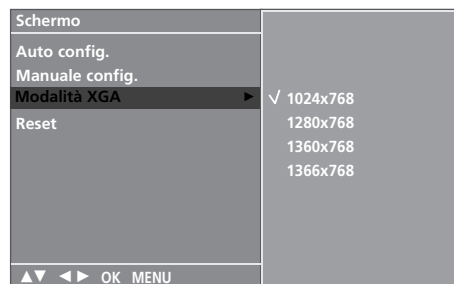 Schermo
Auto config.
Manuale config.
Modalità XGA ►
Reset
√ 1024x768
1280x768
1360x768
1366x768
▲▼ ◄► OK MENU